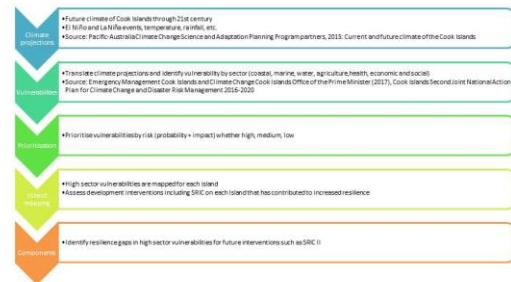 Climate
projections
•Future climate of Cook Islands through 21st century
•El Niño and La Niña events, temperature, rainfall, etc.
•Source: Pacific-Australia Climate Change Science and Adaptation Planning Program partners, 2015: Current and future climate of the Cook Islands
Vulnerabilities
•Translate climate projections and identify vulnerability by sector (coastal, marine, water, agriculture, health, economic and social)
•Source: Emergency Management Cook Islands and Climate Change Cook Islands Office of the Prime Minister (2017), Cook Islands Second Joint National Action
Plan for Climate Change and Disaster Risk Management 2016-2020
Prioritisation
•Prioritise vulnerabilities by risk (probability + impact) whether high, medium, low
Island
mapping
•High sector vulnerabilities are mapped for each island
•Assess development interventions including SRIC on each Island that has contributed to increased resilience
Components
•Identify resilience gaps in high sector vulnerabilities for future interventions such as SRIC II